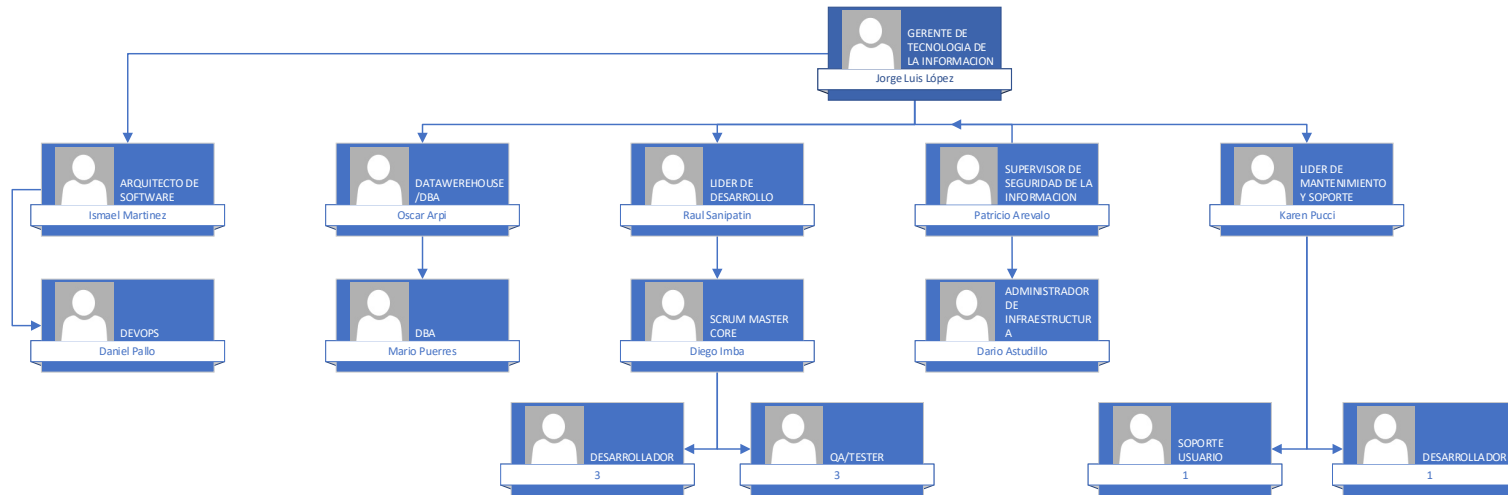 GERENTE DE
TECNOLOGIA DE
LA INFORMACION
Jorge Luis López
ARQUITECTO DE
SOFTWARE
Ismael Martinez
DATAWEREHOUSE
/DBA
Oscar Arpi
LIDER DE
DESARROLLO
Raul Sanipatin
SUPERVISOR DE
SEGURIDAD DE LA
INFORMACION
Patricio Arevalo
LIDER DE
MANTENIMIENTO
Y SOPORTE
Karen Pucci
DEVOPS
Daniel Pallo
DBA
Mario Puerres
SCRUM MASTER
CORE
Diego Imba
ADMINISTRADOR
DE
INFRAESTRUCTUR
A
Dario Astudillo
DESARROLLADOR
3
QA/TESTER
3
SOPORTE
USUARIO
1
DESARROLLADOR
1